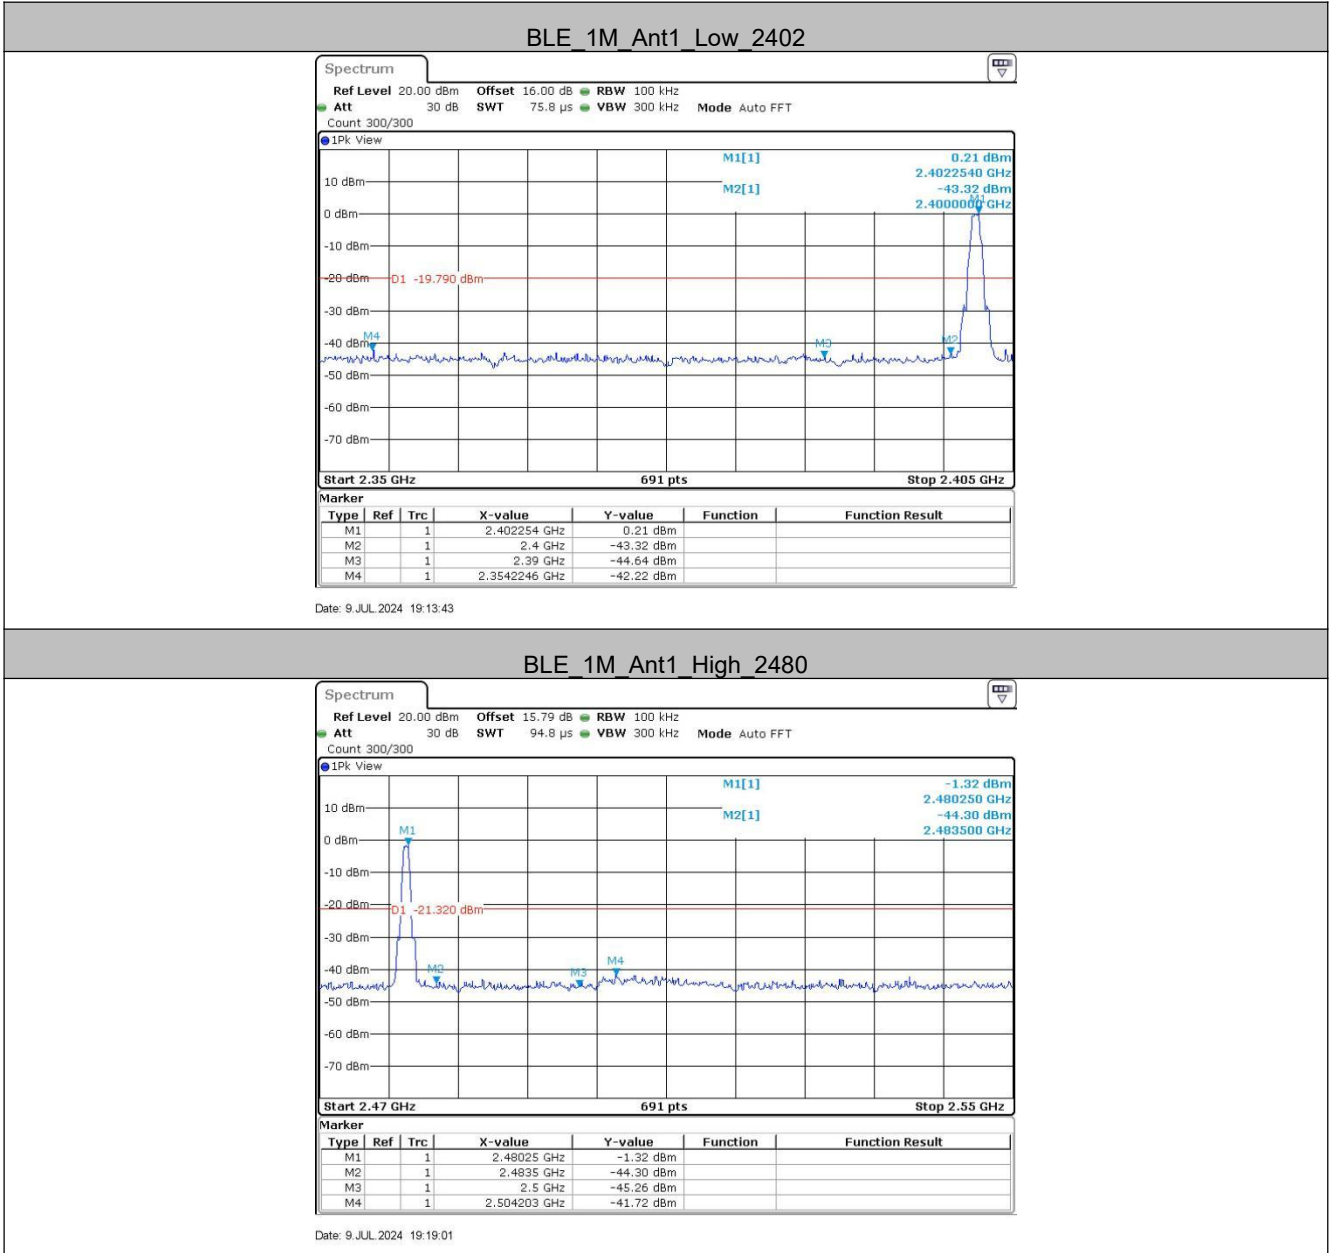 BLE_1M_Ant1_Low_2402
Spectrum
Ref Level 20.00 dBm Offset 16.00 dB RBW 100 kHz
Att 30 dB SWT 75.8 µs VBW 300 kHz Mode Auto FFT
Count 300/300
1Pk View
M1[1] 0.21 dBm
2.4022540 GHz
10 dBm
M2[1] -43.32 dBm
2.4000000 GHz
M1
0 dBm
-10 dBm
-20 dBm D1 -19.790 dBm
-30 dBm
M4
-40 dBm M3 M2
-50 dBm
-60 dBm
-70 dBm
Start 2.35 GHz 691 pts Stop 2.405 GHz
Marker
Type Ref Trc X-value Y-value Function Function Result
M1 1 2.402254 GHz 0.21 dBm
M2 1 2.4 GHz -43.32 dBm
M3 1 2.39 GHz -44.64 dBm
M4 1 2.3542246 GHz -42.22 dBm
Date: 9.JUL.2024 19:13:43
BLE_1M_Ant1_High_2480
Spectrum
Ref Level 20.00 dBm Offset 15.79 dB RBW 100 kHz
Att 30 dB SWT 94.8 µs VBW 300 kHz Mode Auto FFT
Count 300/300
1Pk View
M1[1] -1.32 dBm
2.480250 GHz
10 dBm
M2[1] -44.30 dBm
2.483500 GHz
M1
0 dBm
-10 dBm
-20 dBm
D1 -21.320 dBm
-30 dBm
M4
-40 dBm M2 M3
-50 dBm
-60 dBm
-70 dBm
Start 2.47 GHz 691 pts Stop 2.55 GHz
Marker
Type Ref Trc X-value Y-value Function Function Result
M1 1 2.48025 GHz -1.32 dBm
M2 1 2.4835 GHz -44.30 dBm
M3 1 2.5 GHz -45.26 dBm
M4 1 2.504203 GHz -41.72 dBm
Date: 9.JUL.2024 19:19:01